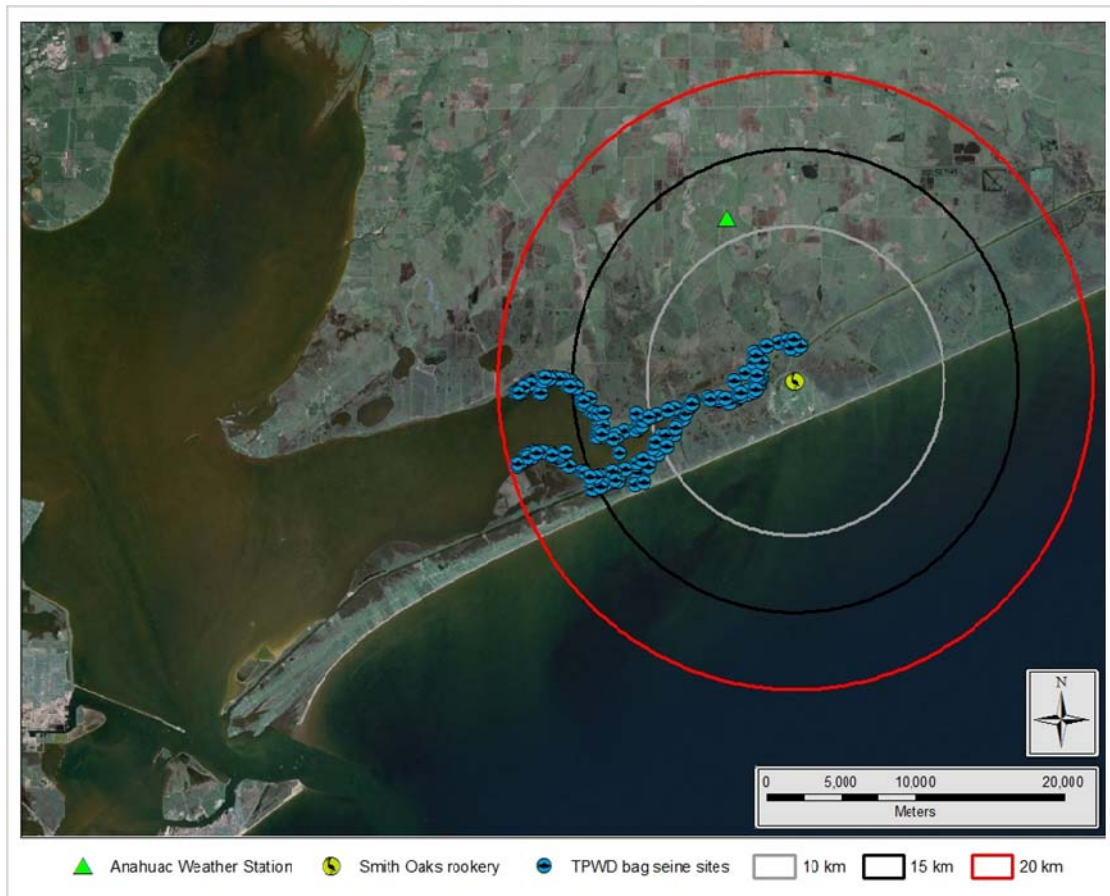 N
0 5,000 10,000 20,000
Meters
Anahuac Weather Station Smith Oaks rookery TPWD bag seine sites 10 km 15 km 20 km